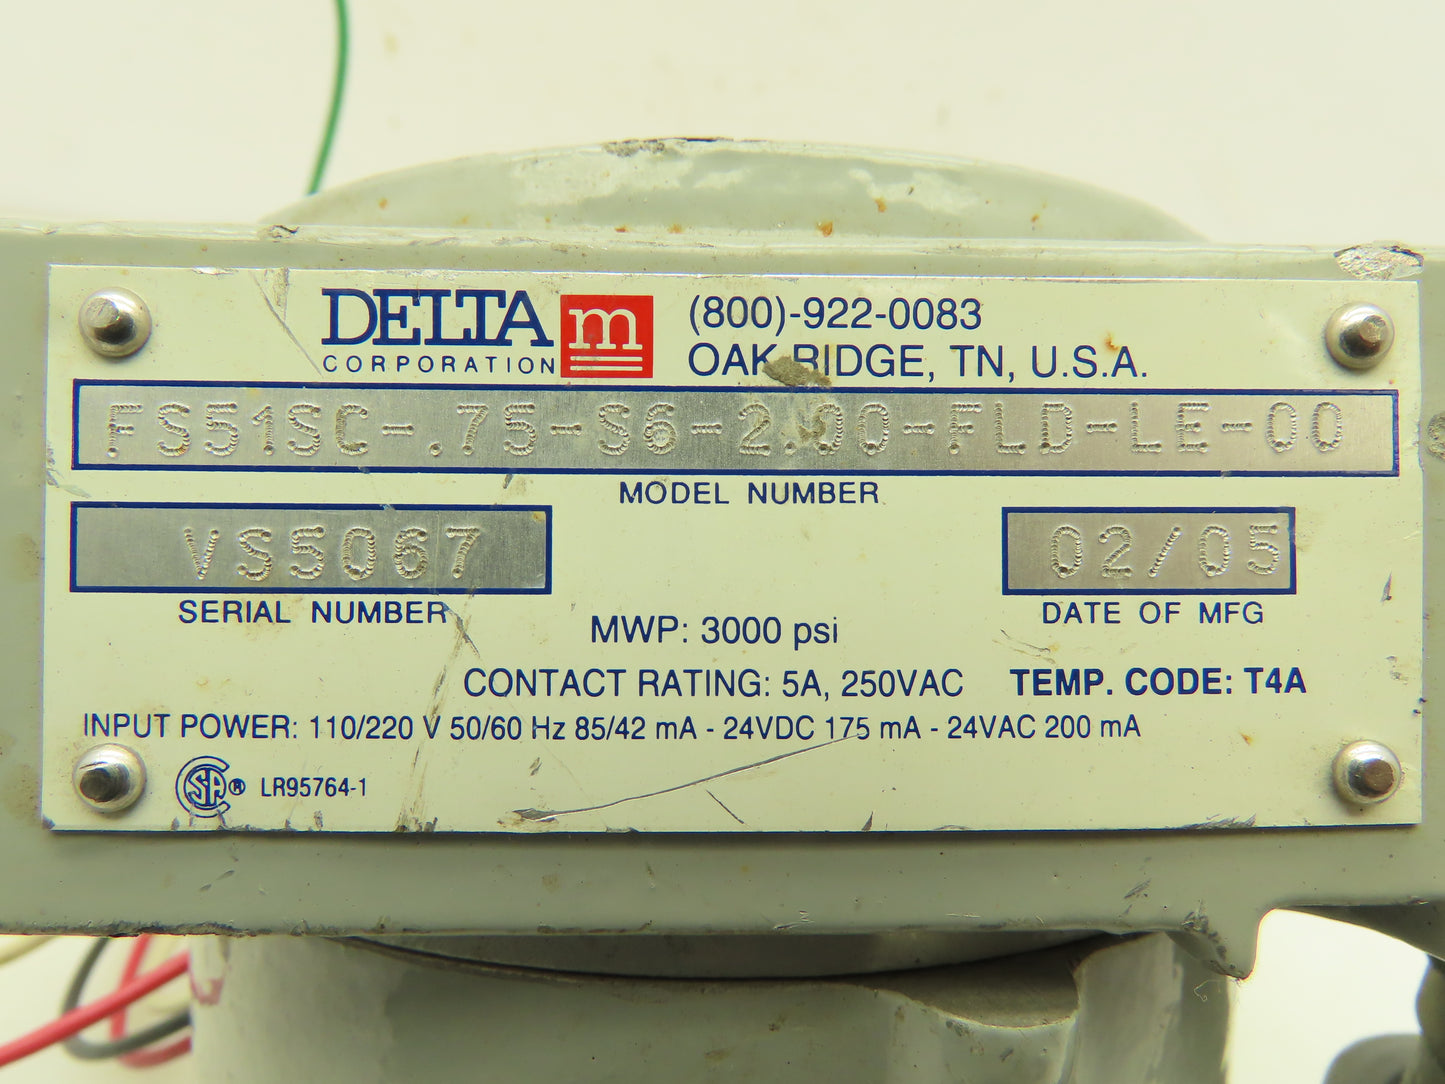 DELTA m (800)-922-0083
CORPORATION OAK RIDGE, TN, U.S.A.
FS51SC-.75-S6-2.00-FLD-LE-00
MODEL NUMBER
VS5067 02/05
SERIAL NUMBER DATE OF MFG
MWP: 3000 psi
CONTACT RATING: 5A, 250VAC TEMP. CODE: T4A
INPUT POWER: 110/220 V 50/60 Hz 85/42 mA - 24VDC 175 mA - 24VAC 200 mA
CSA® LR95764-1